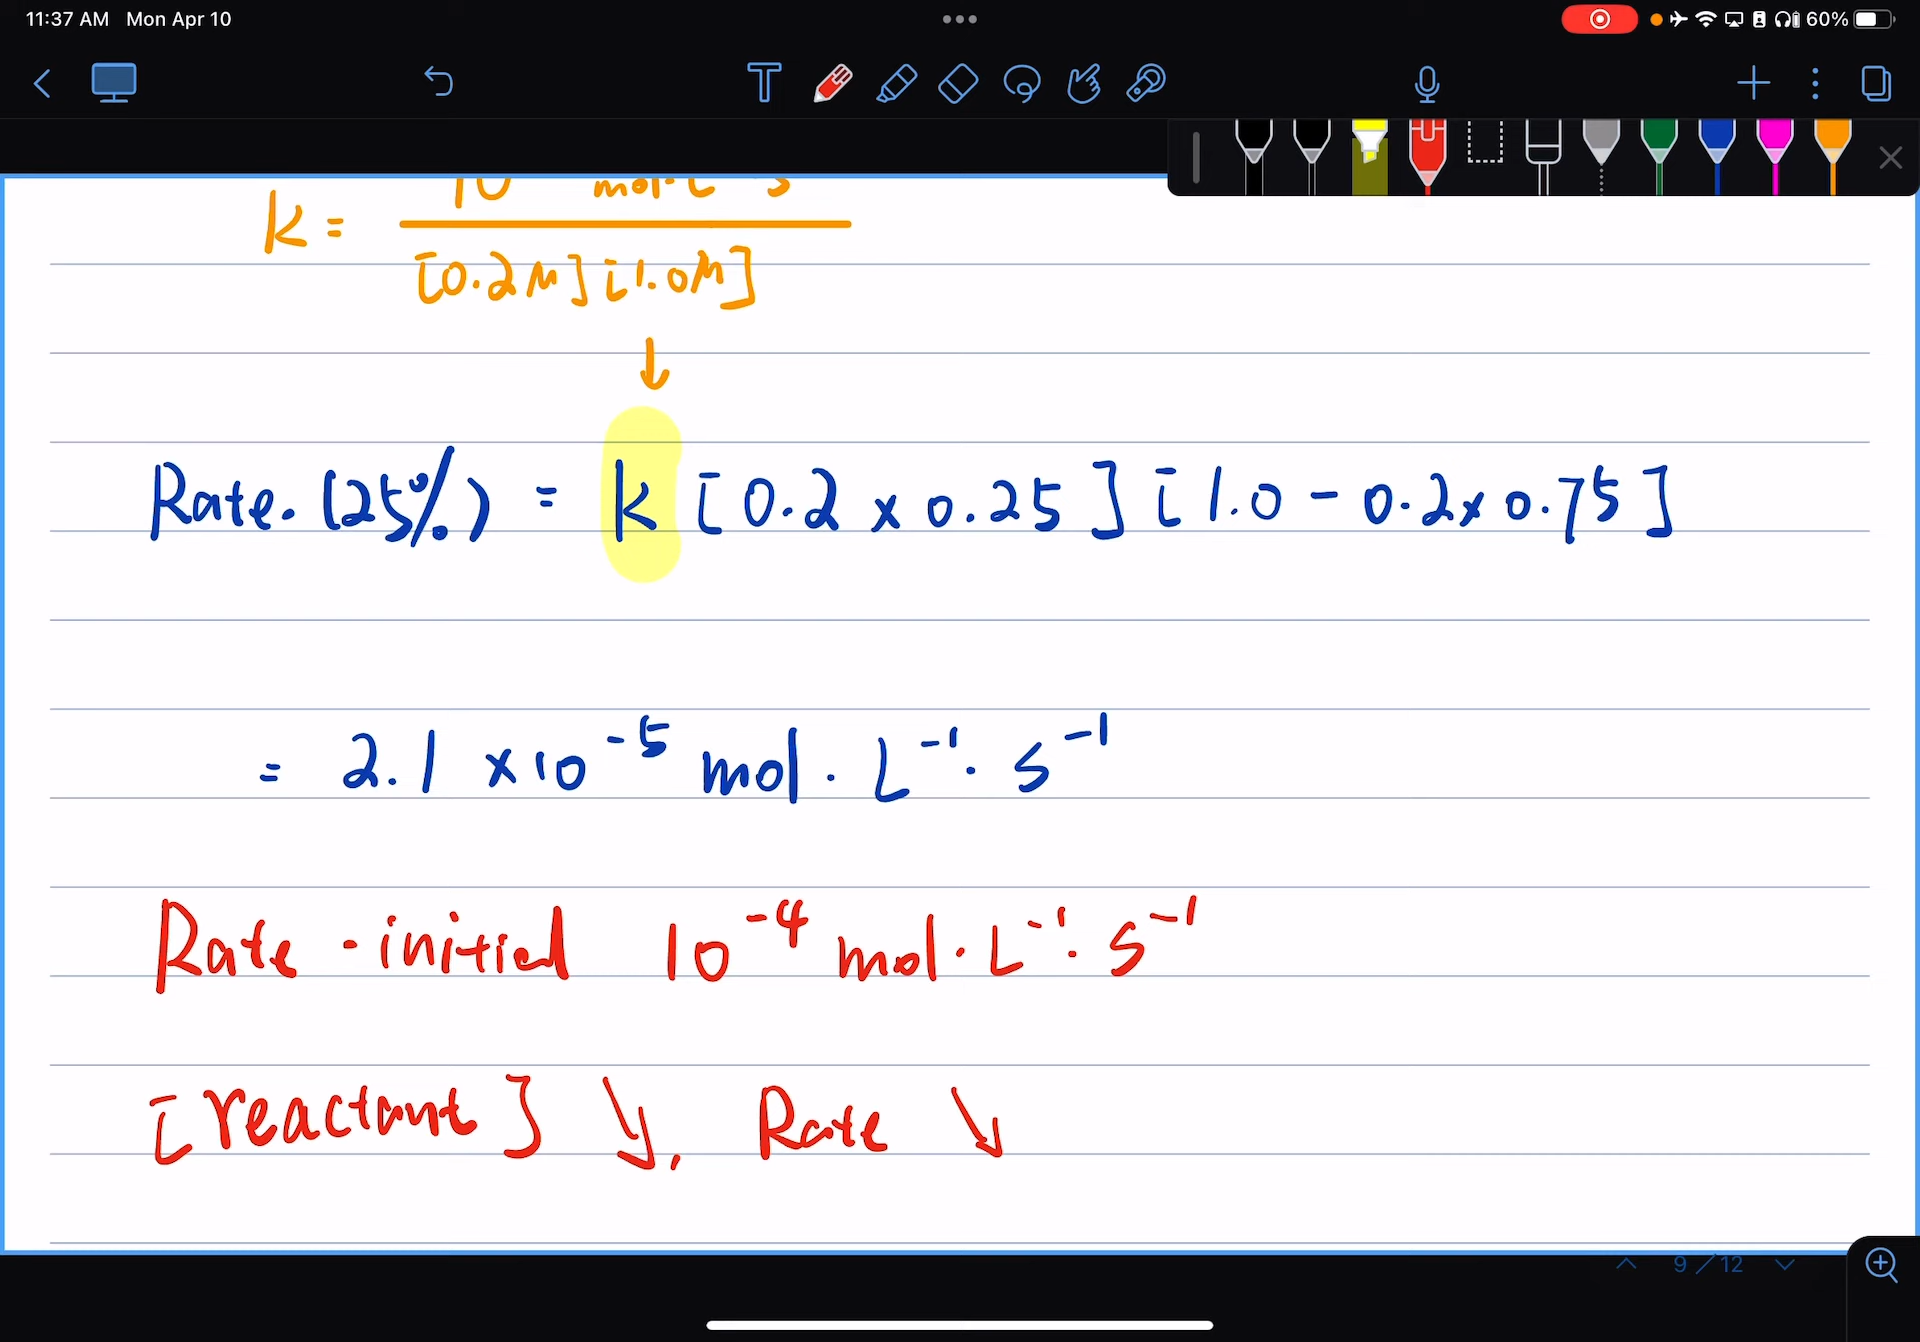 11:37 AM Mon Apr 10
60%
k =
[0.2M][1.0M]
Rate. (25%) = k [0.2 x 0.25] [1.0 - 0.2 x 0.75]
= 2.1 x10⁻⁵ mol · L⁻¹ · s⁻¹
Rate - initial 10⁻⁴ mol · L⁻¹ · s⁻¹
[reactant] ↘, Rate ↘
9 / 12